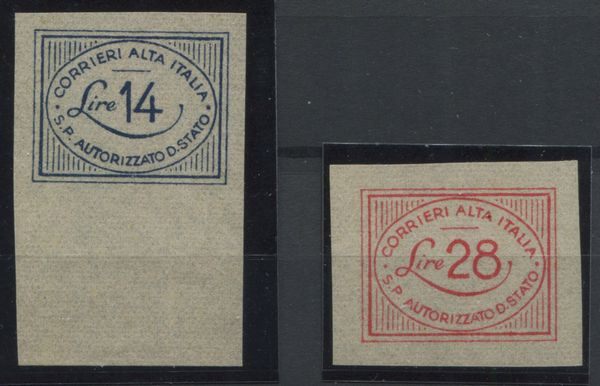 CORRIERI ALTA ITALIA
Lire 14
• S.P. AUTORIZZATO D. STATO •
CORRIERI ALTA ITALIA
Lire 28
• S.P. AUTORIZZATO D. STATO •